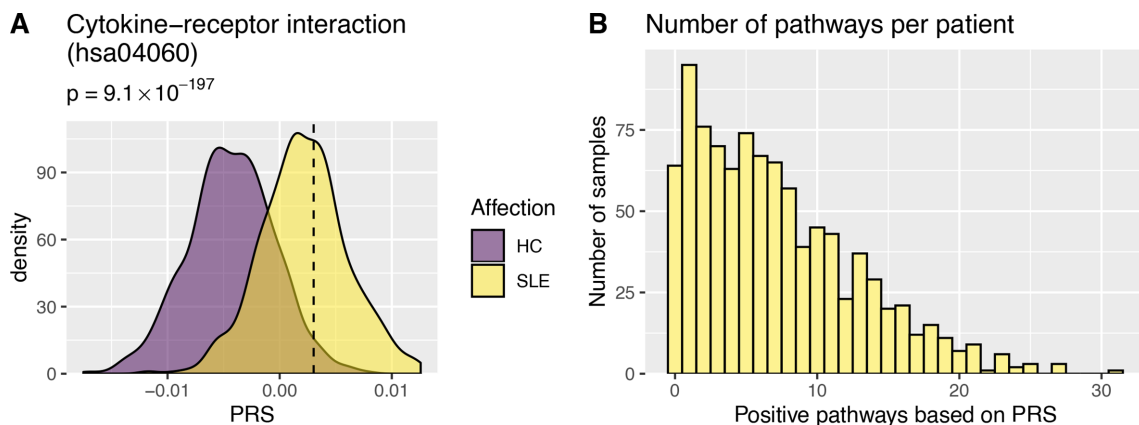 A
Cytokine−receptor interaction
(hsa04060)
p = 9.1 × 10⁻¹⁹⁷
density
90
60
30
0
−0.01
0.00
0.01
PRS
Affection
HC
SLE
B
Number of pathways per patient
Number of samples
75
50
25
0
0
10
20
30
Positive pathways based on PRS